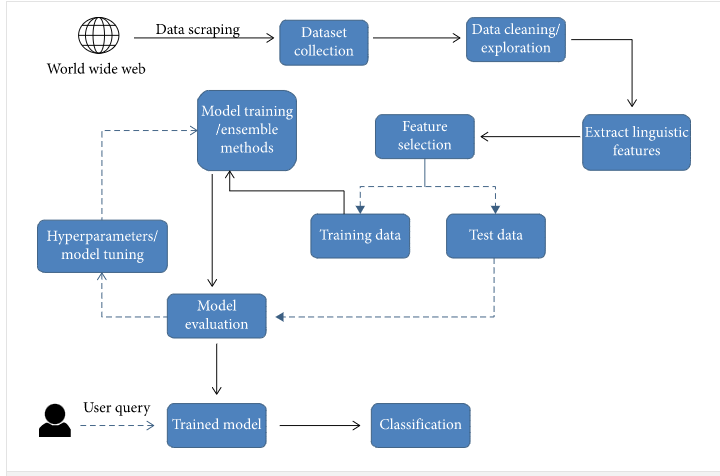 Data scraping
World wide web
Dataset
collection
Data cleaning/
exploration
Extract linguistic
features
Feature
selection
Model training
/ensemble
methods
Training data
Test data
Hyperparameters/
model tuning
Model
evaluation
User query
Trained model
Classification